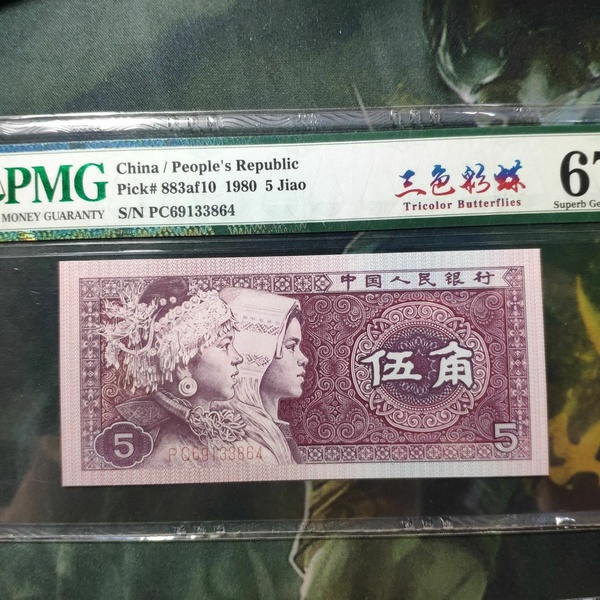 PMG
MONEY GUARANTY
China / People's Republic
Pick# 883af10 1980 5 Jiao
S/N PC69133864
三色彩蝶
Tricolor Butterflies
67
Superb Ge
中国人民银行
伍角
5
PC69133864
5